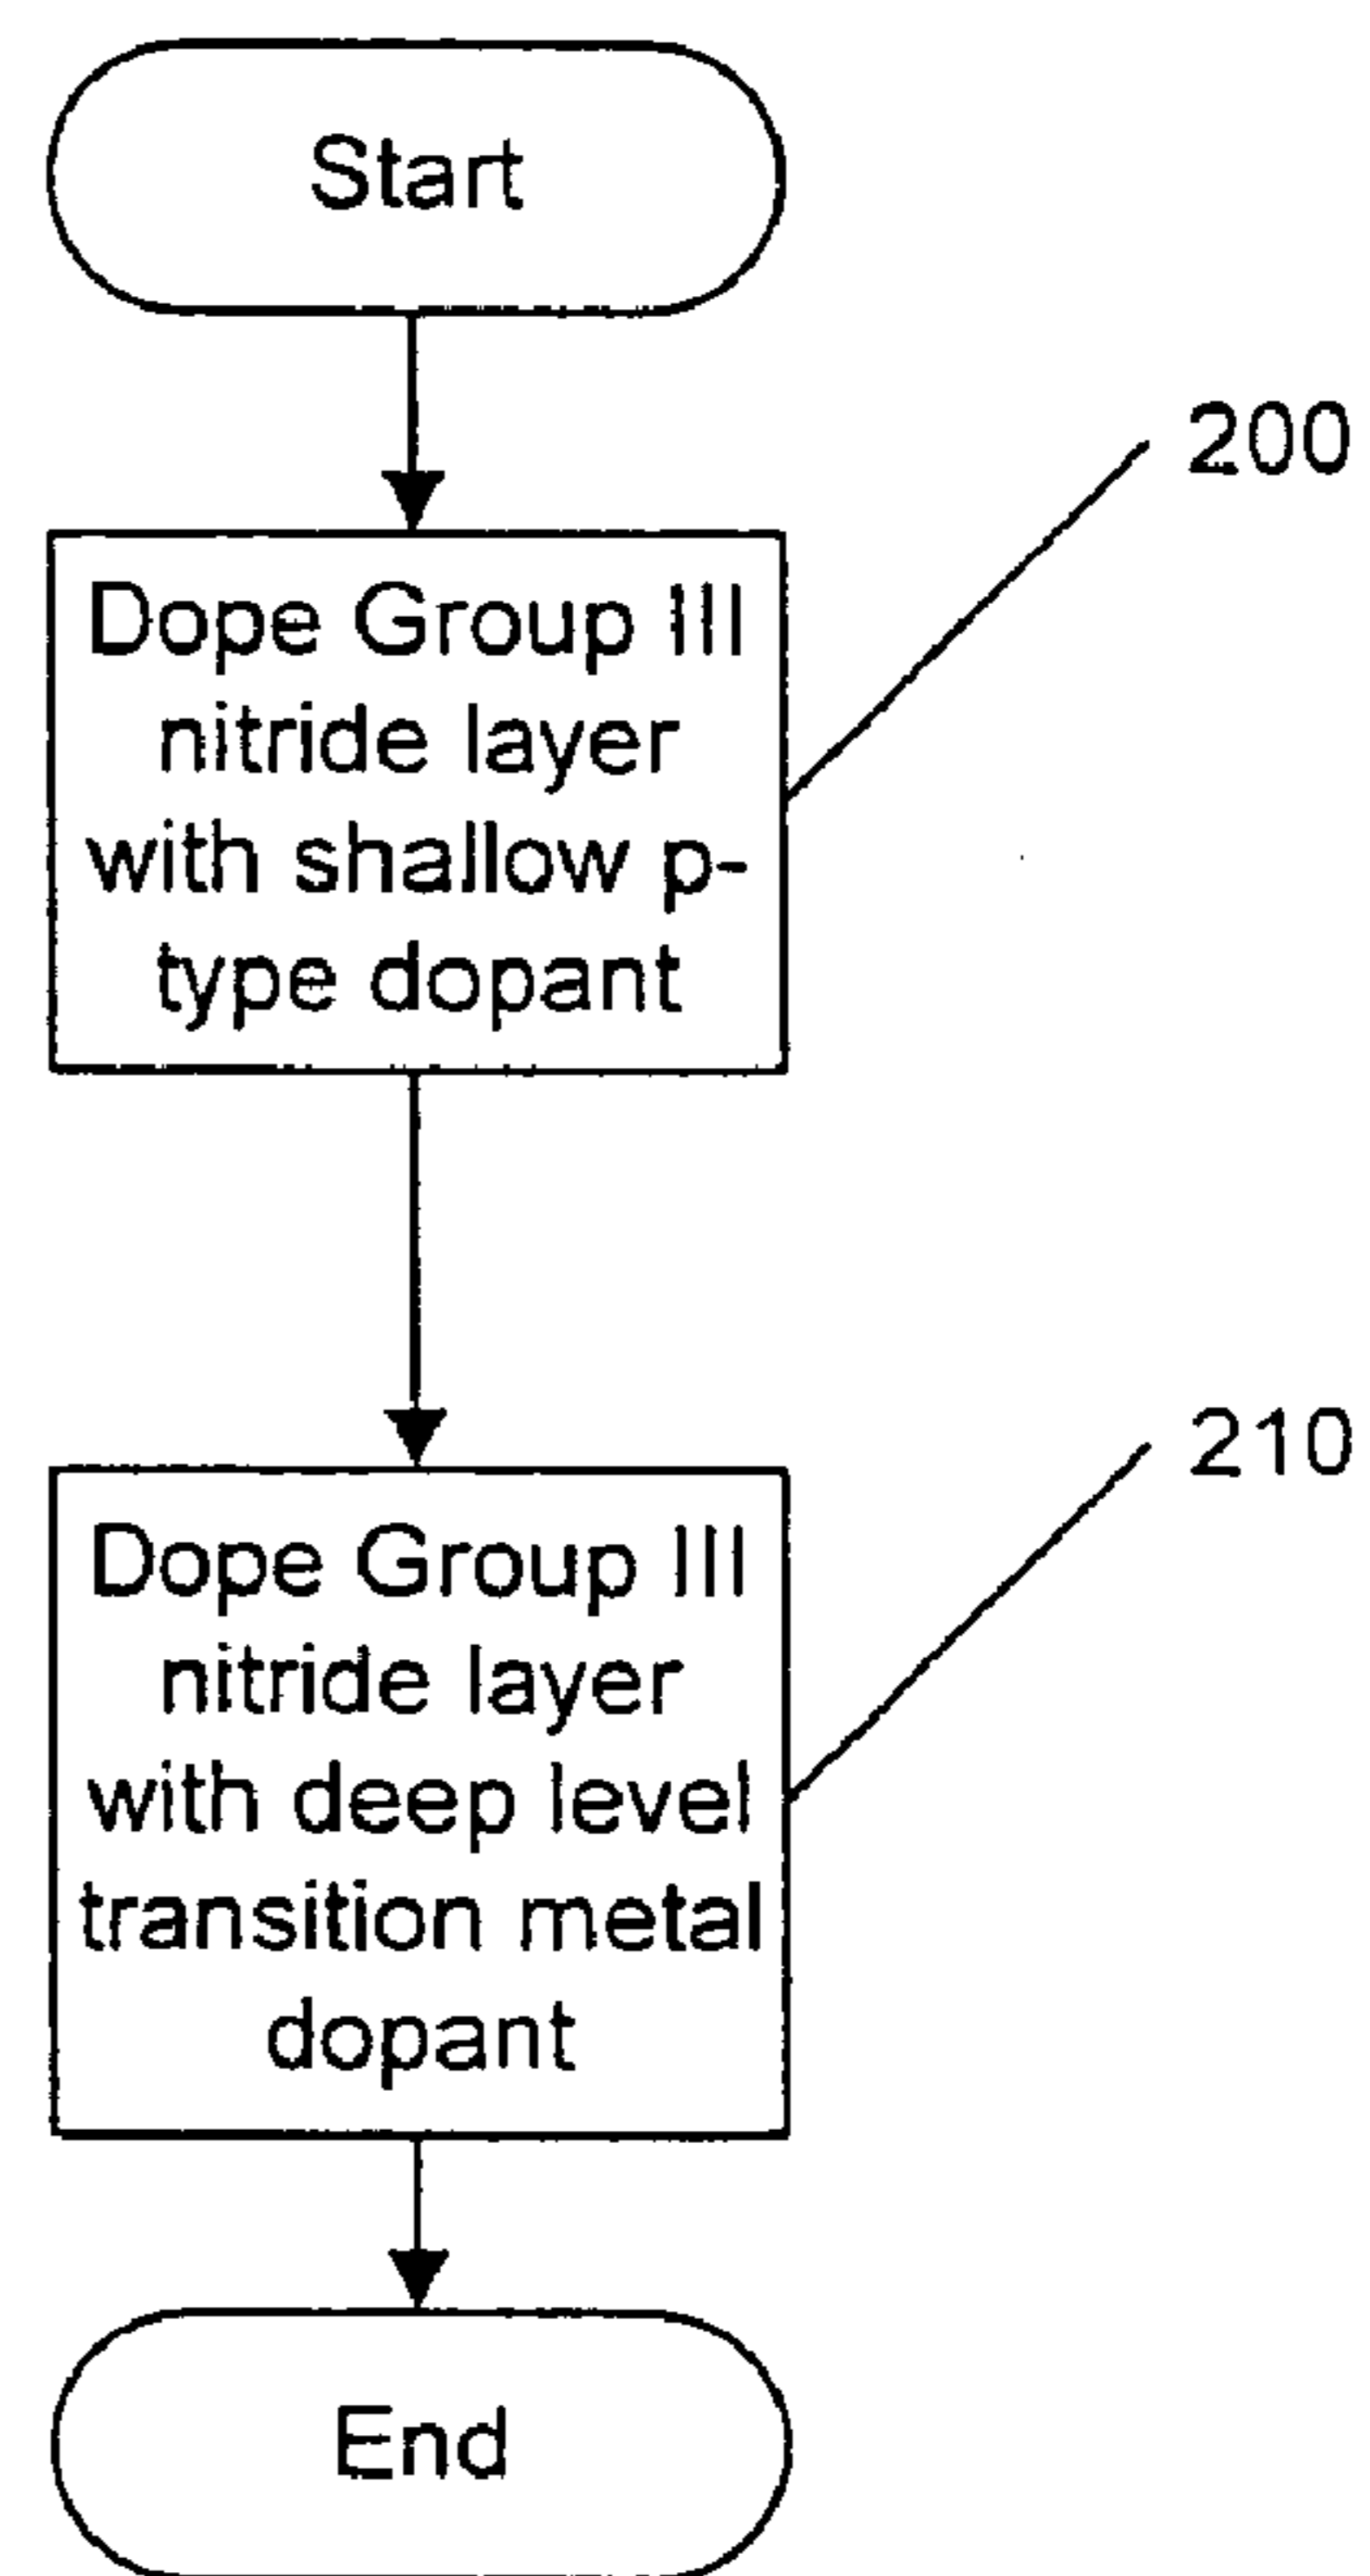 Start
200
Dope Group III
nitride layer
with shallow p-
type dopant
210
Dope Group III
nitride layer
with deep level
transition metal
dopant
End